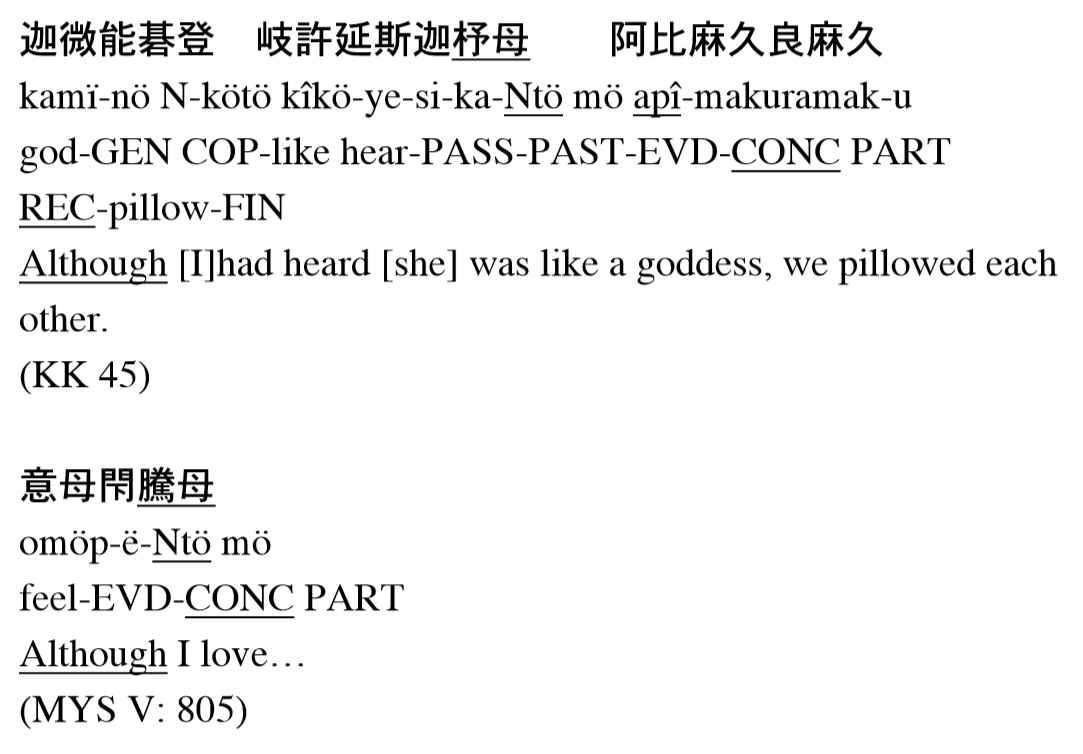 迦微能碁登 岐許延斯迦杼母 阿比麻久良麻久
kamï-nö N-kötö kîkö-ye-si-ka-Ntö mö apî-makuramak-u
god-GEN COP-like hear-PASS-PAST-EVD-CONC PART
REC-pillow-FIN
Although [I]had heard [she] was like a goddess, we pillowed each
other.
(KK 45)
意母閇騰母
omöp-ë-Ntö mö
feel-EVD-CONC PART
Although I love…
(MYS V: 805)